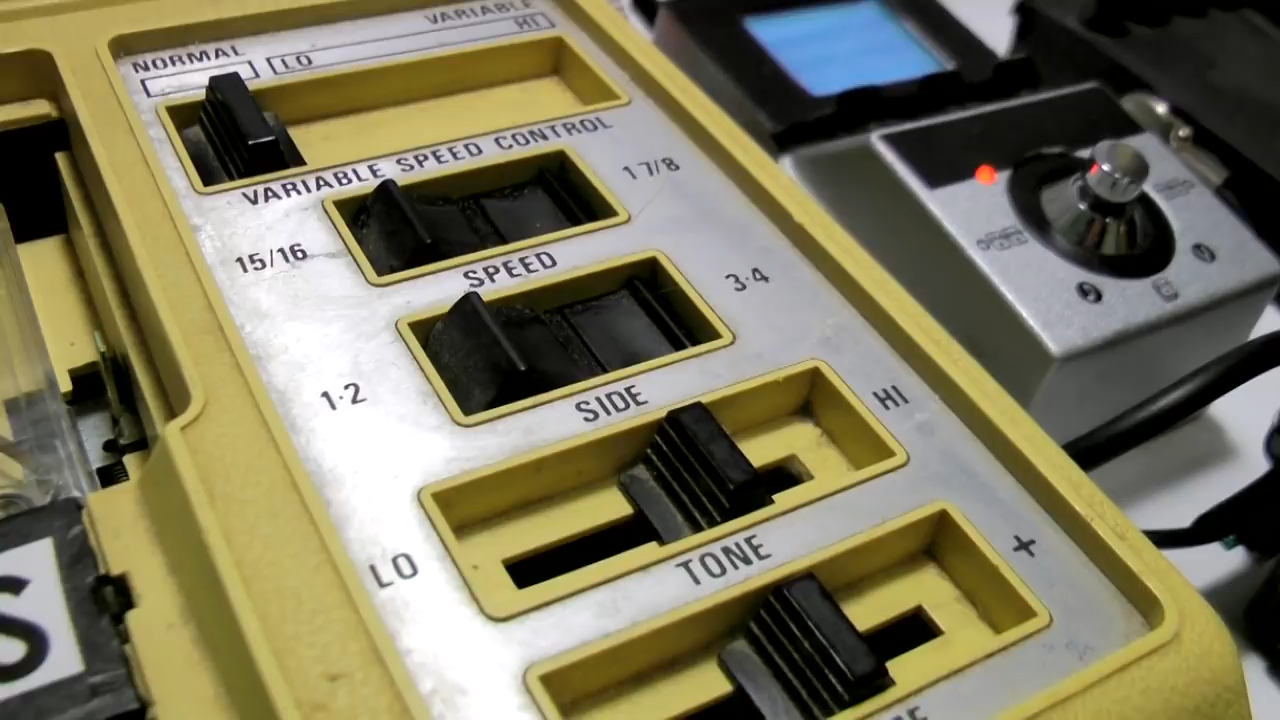 VARIABLE
NORMAL LO HI
VARIABLE SPEED CONTROL
15/16 1 7/8
SPEED
1·2 3·4
SIDE
LO HI
TONE
+
S